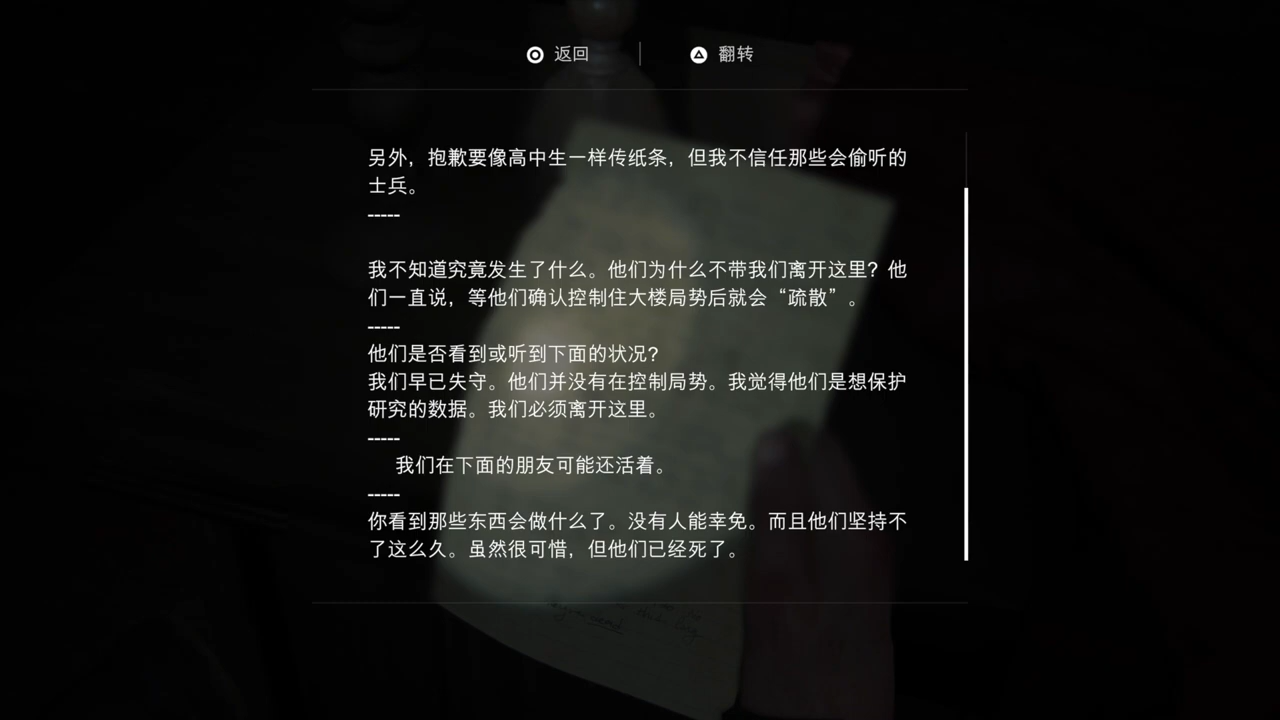 返回
翻转
另外，抱歉要像高中生一样传纸条，但我不信任那些会偷听的
士兵。
-----
我不知道究竟发生了什么。他们为什么不带我们离开这里？他
们一直说，等他们确认控制住大楼局势后就会“疏散”。
-----
他们是否看到或听到下面的状况？
我们早已失守。他们并没有在控制局势。我觉得他们是想保护
研究的数据。我们必须离开这里。
-----
我们在下面的朋友可能还活着。
-----
你看到那些东西会做什么了。没有人能幸免。而且他们坚持不
了这么久。虽然很可惜，但他们已经死了。